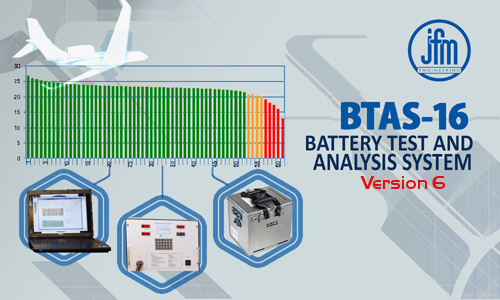 jfm
ENGINEERING
30
25
20
15
10
5
0
BTAS-16
BATTERY TEST AND
ANALYSIS SYSTEM
Version 6